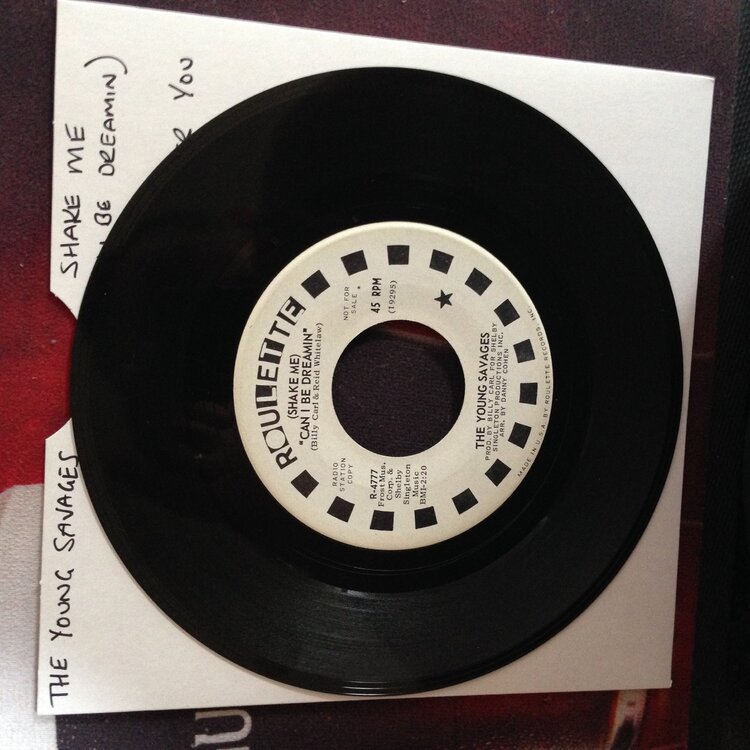 THE YOUNG SAVAGES
SHAKE ME
BE DREAMIN)
YOU
ROULETTE
(SHAKE ME)
"CAN I BE DREAMIN"
(Billy Carl & Reid Whitelaw)
RADIO
STATION
COPY
NOT FOR
SALE
R-4777
Frost Mus.
Corp. &
Shelby
Singleton
Music
BMI-2:20
45 RPM
(19295)
THE YOUNG SAVAGES
PROD. BY BILLY CARL FOR SHELBY
SINGLETON PRODUCTIONS INC.
ARR. BY DANNY COHEN
MADE IN U.S.A. BY ROULETTE RECORDS, INC.